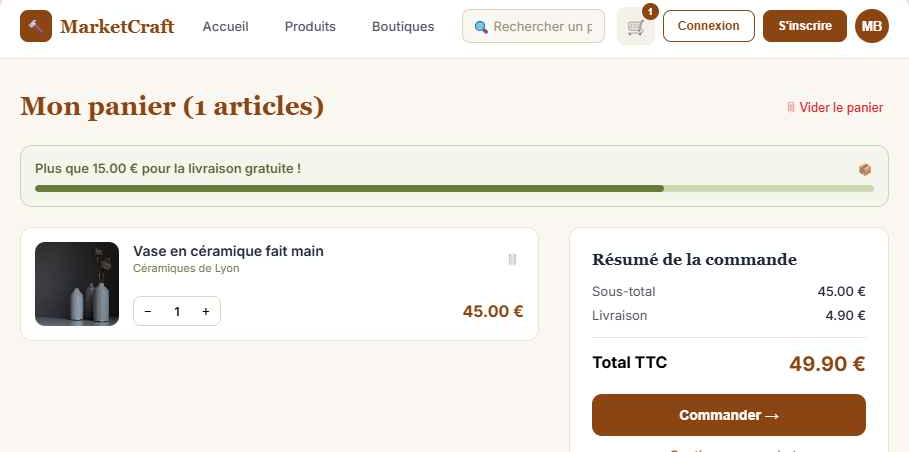 MarketCraft Accueil Produits Boutiques Rechercher un p 1 Connexion S'inscrire MB
Mon panier (1 articles) Vider le panier
Plus que 15.00 € pour la livraison gratuite !
Vase en céramique fait main
Céramiques de Lyon
− 1 + 45.00 €
Résumé de la commande
Sous-total 45.00 €
Livraison 4.90 €
Total TTC 49.90 €
Commander →